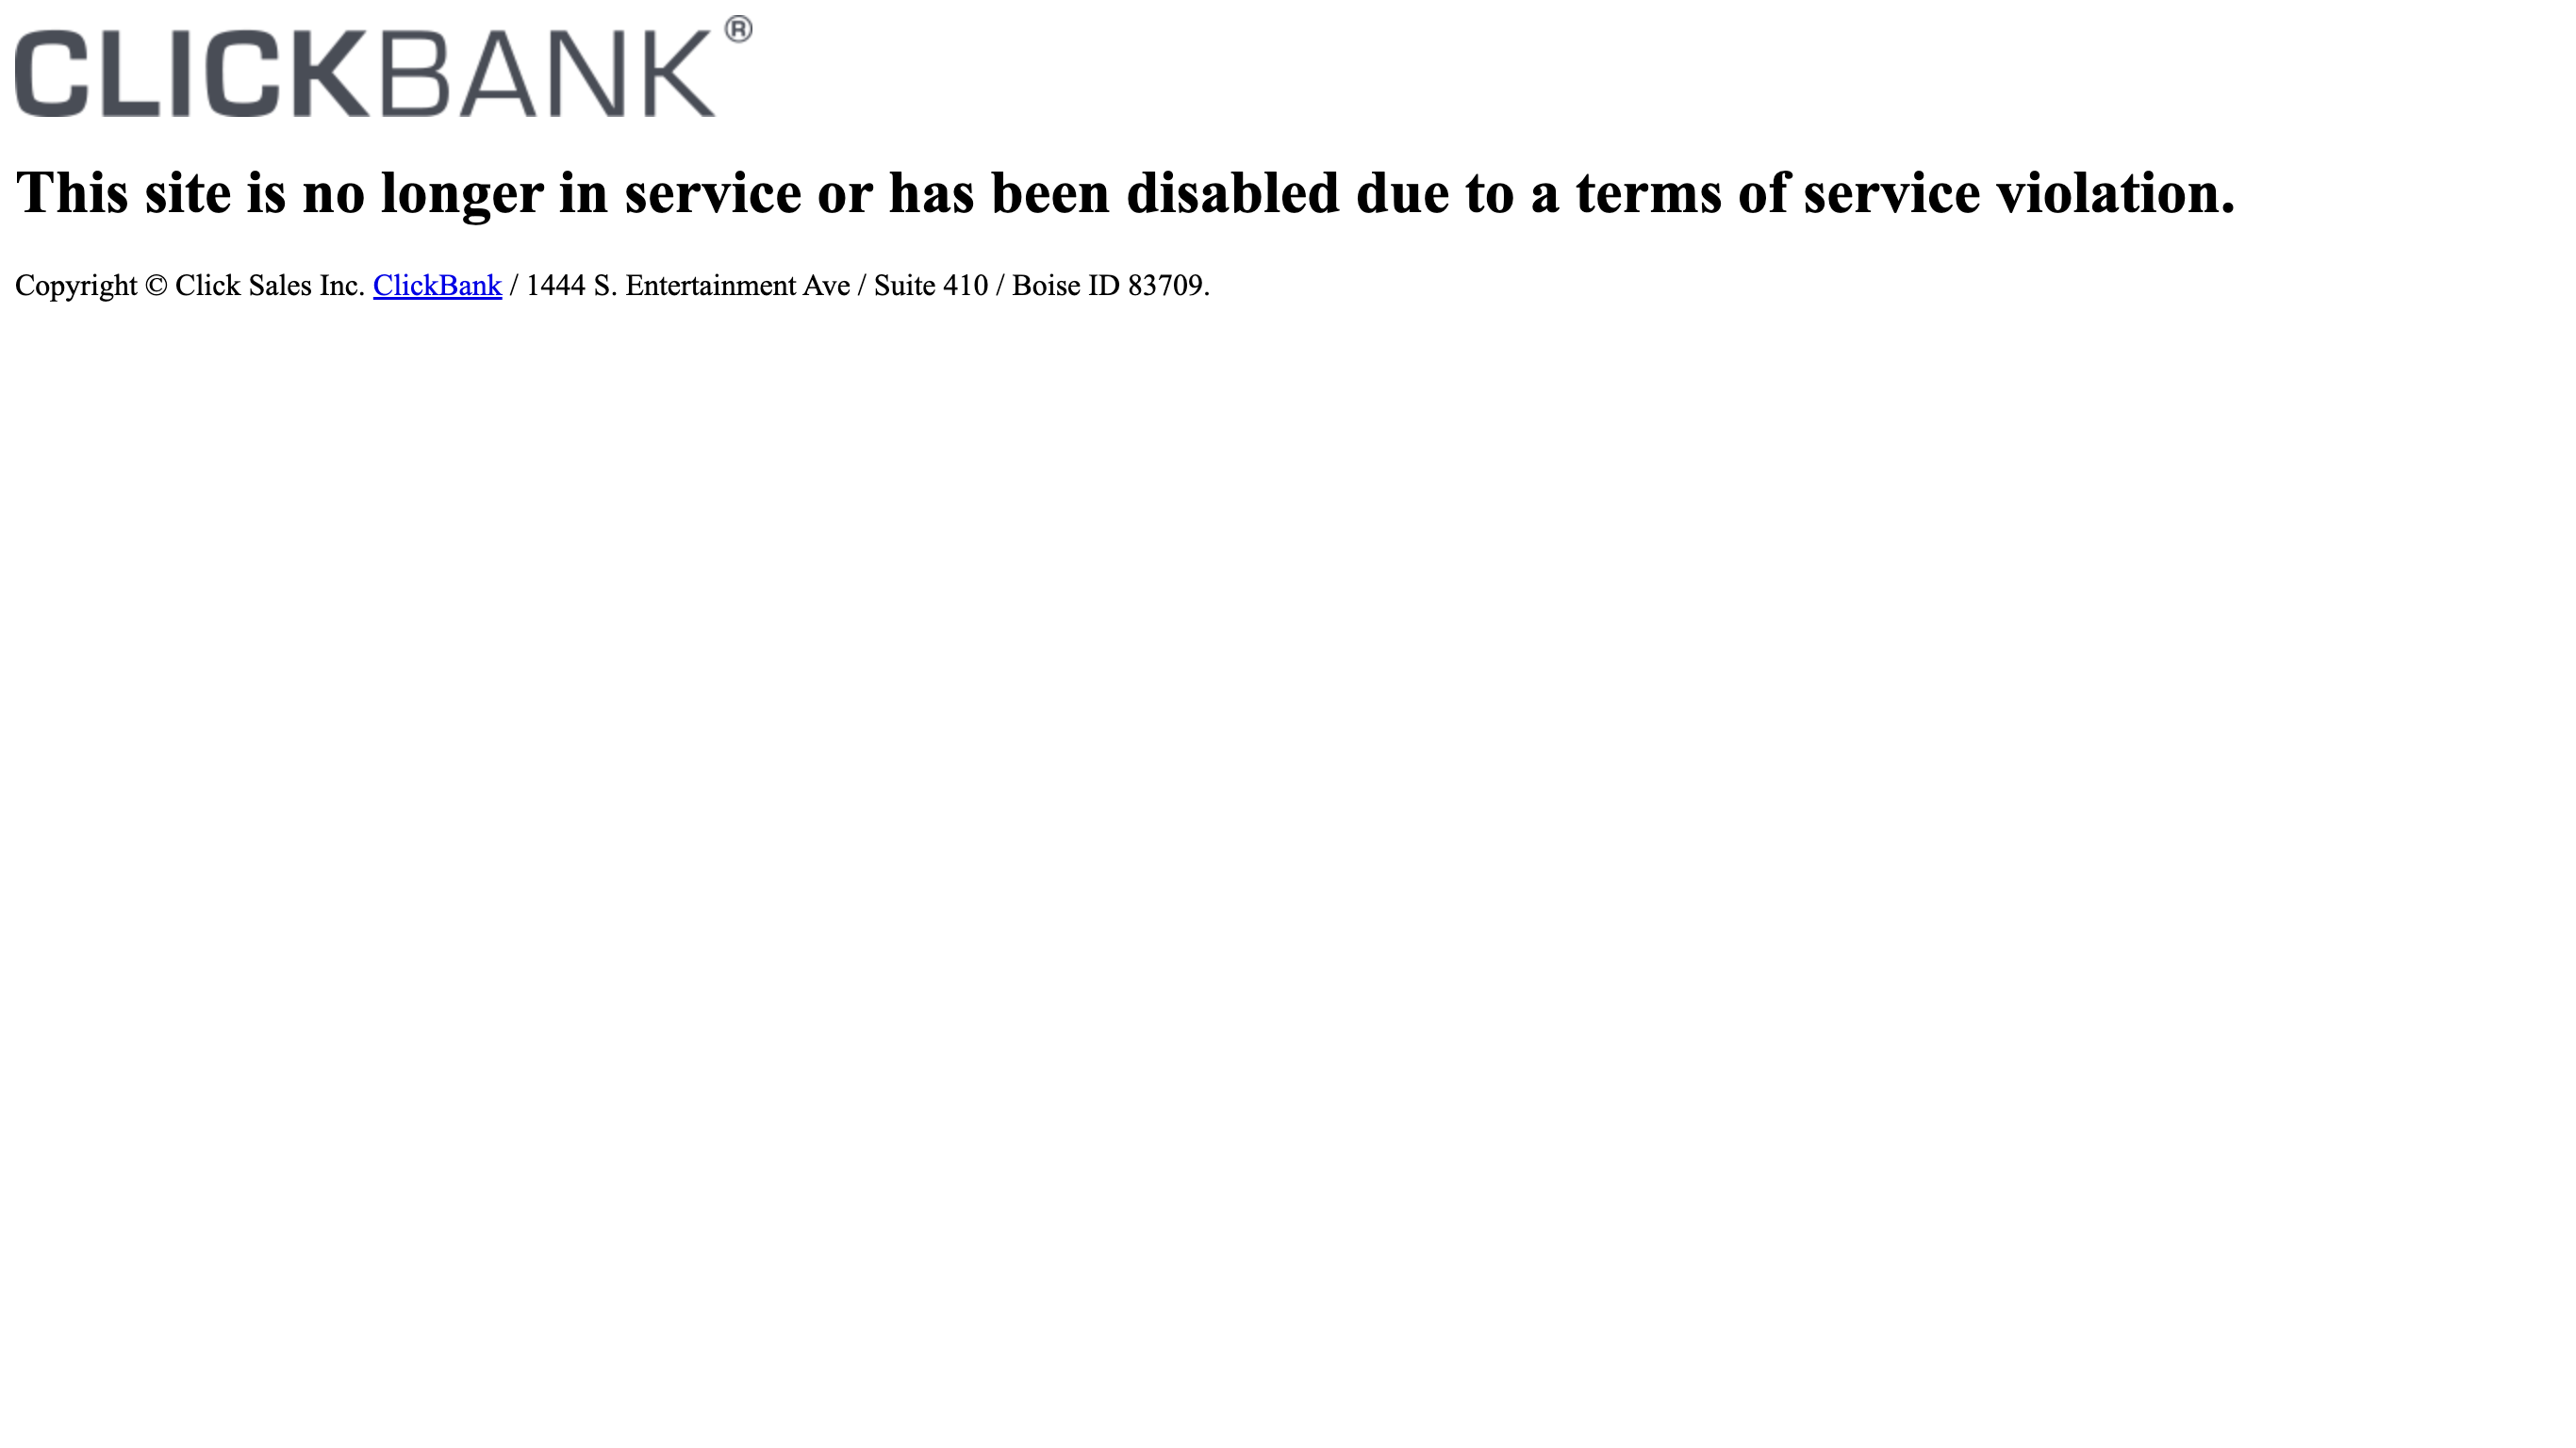 CLICKBANK®
This site is no longer in service or has been disabled due to a terms of service violation.
Copyright © Click Sales Inc. ClickBank / 1444 S. Entertainment Ave / Suite 410 / Boise ID 83709.